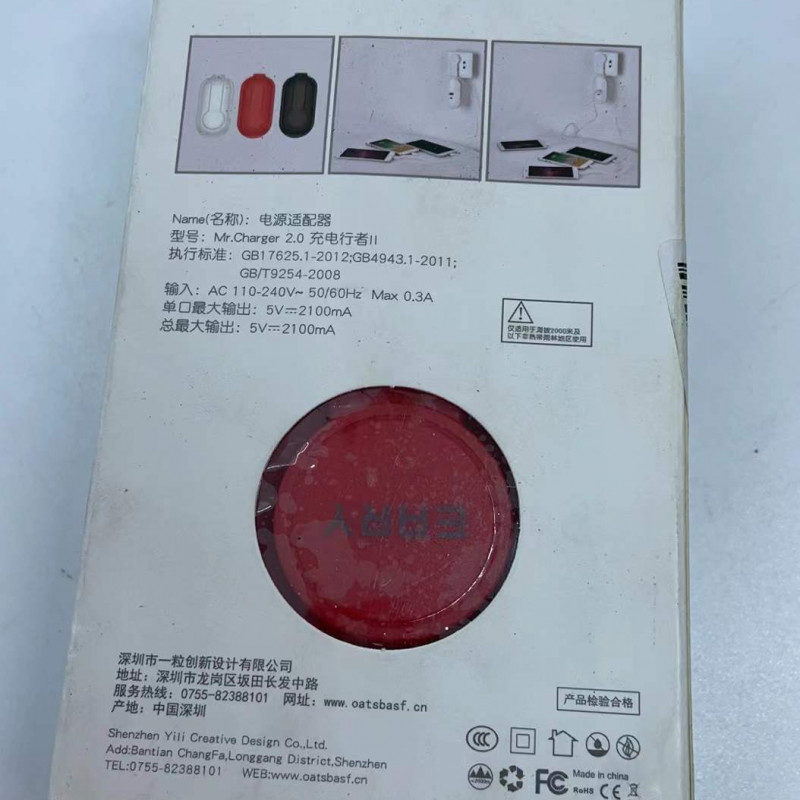 Name(名称)：电源适配器
型号：Mr.Charger 2.0 充电行者II
执行标准：GB17625.1-2012;GB4943.1-2011;
GB/T9254-2008
输入：AC 110-240V~ 50/60Hz Max 0.3A
单口最大输出：5V⎓2100mA
总最大输出：5V⎓2100mA
仅适用于海拔2000米及
以下非热带雨林地区使用
EARY
深圳市一粒创新设计有限公司
地址：深圳市龙岗区坂田长发中路
服务热线：0755-82388101 网址：www.oatsbasf.cn
产地：中国深圳
产品检验合格
Shenzhen Yili Creative Design Co.,Ltd.
Add:Bantian ChangFa,Longgang District,Shenzhen
TEL:0755-82388101 WEB:www.oatsbasf.cn
CCC
FC
Made in china
RoHS CE